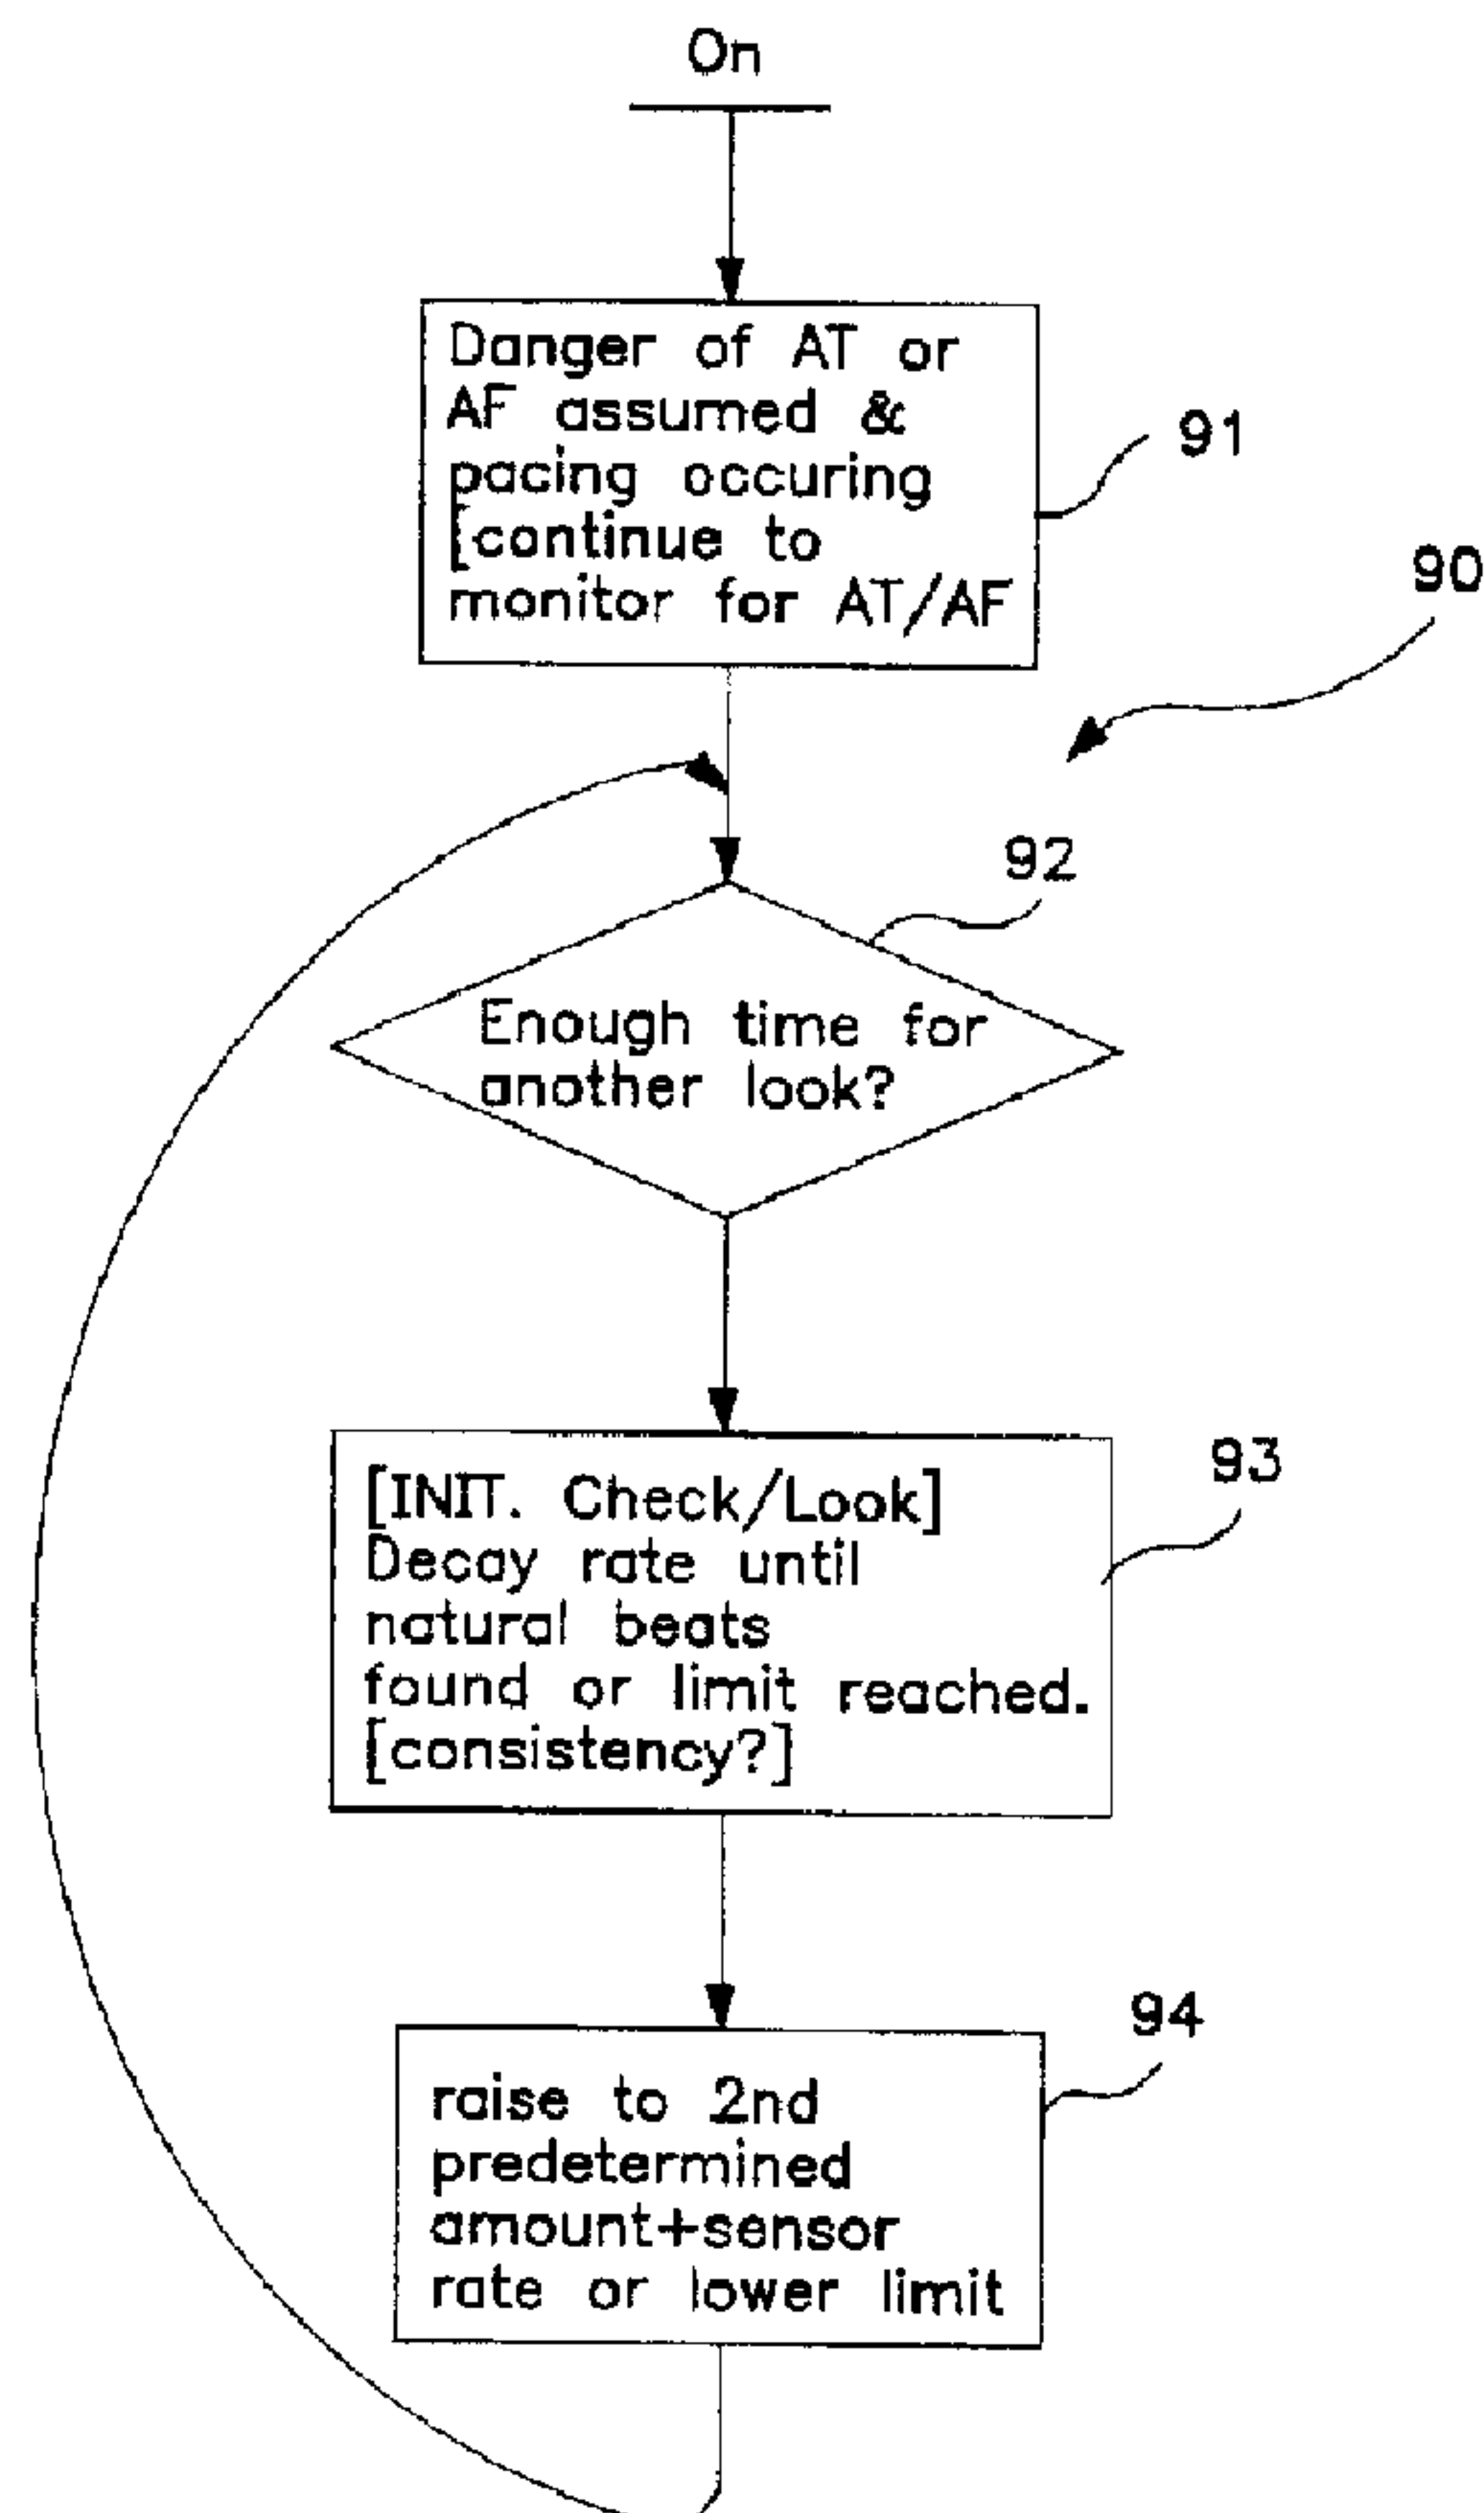 On
Danger of AT or
AF assumed &
pacing occuring
[continue to
monitor for AT/AF
91
90
92
Enough time for
another look?
93
[INIT. Check/Look]
Decay rate until
natural beats
found or limit reached.
[consistency?]
94
raise to 2nd
predetermined
amount+sensor
rate or lower limit